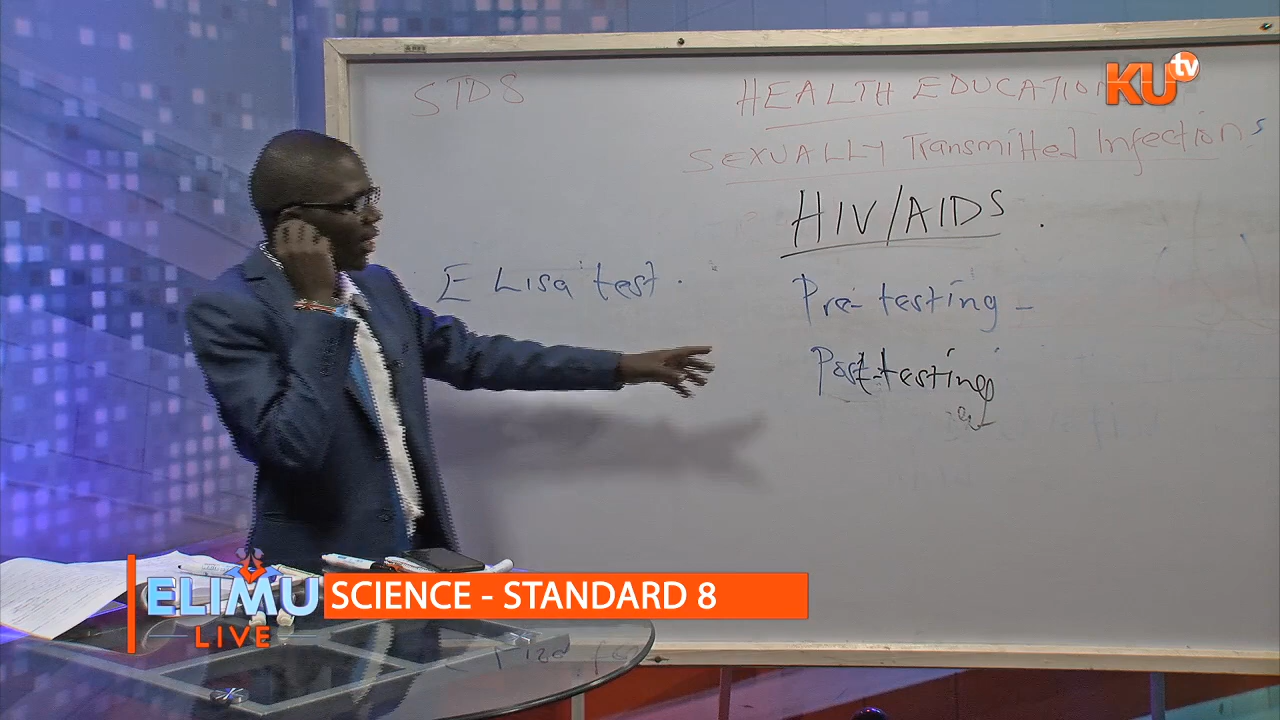 STDS
HEALTH EDUCATION
KU tv
SEXUALLY Transmitted Infections
HIV/AIDS.
E Lisa test.
Pre-testing -
Post-testing
ELIMU
LIVE
SCIENCE - STANDARD 8